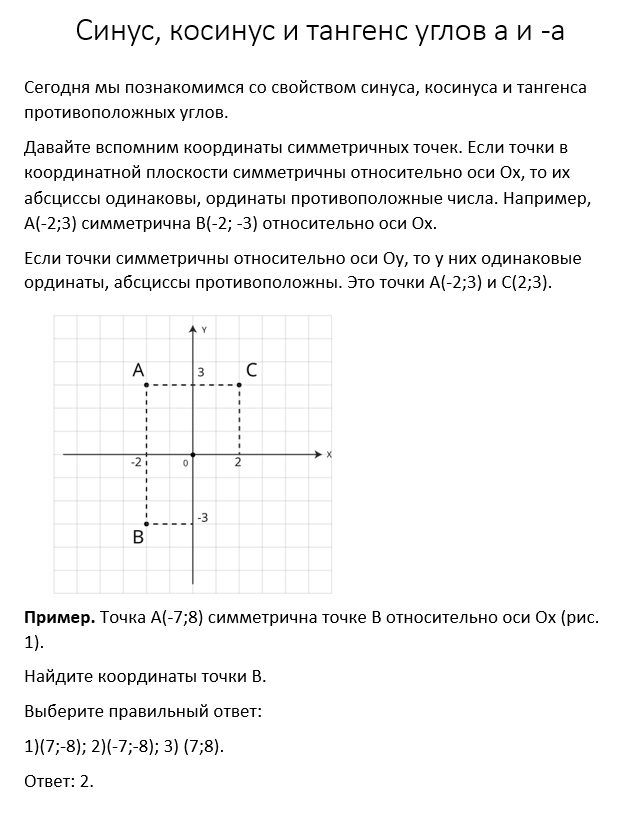 Синус, косинус и тангенс углов а и -а
Сегодня мы познакомимся со свойством синуса, косинуса и тангенса
противоположных углов.
Давайте вспомним координаты симметричных точек. Если точки в
координатной плоскости симметричны относительно оси Ох, то их
абсциссы одинаковы, ординаты противоположные числа. Например,
А(-2;3) симметрична В(-2; -3) относительно оси Ох.
Если точки симметричны относительно оси Оу, то у них одинаковые
ординаты, абсциссы противоположны. Это точки А(-2;3) и С(2;3).
Y
A 3 C
-2 0 2 X
-3
B
Пример. Точка А(-7;8) симметрична точке В относительно оси Ох (рис.
1).
Найдите координаты точки В.
Выберите правильный ответ:
1)(7;-8); 2)(-7;-8); 3) (7;8).
Ответ: 2.